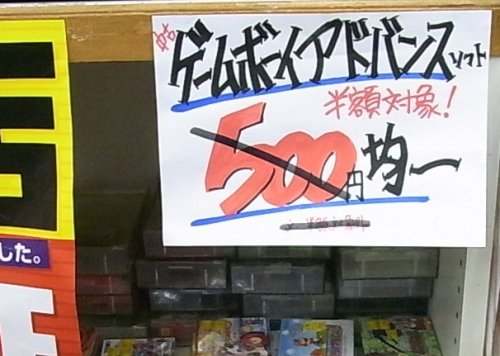 中古
ゲームボーイアドバンスソフト
半額対象!
500円均一
した。